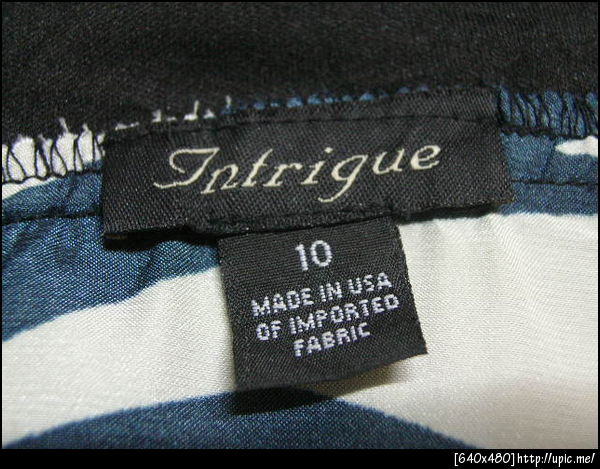 Intrigue
10
MADE IN USA
OF IMPORTED
FABRIC
[640x480]http://upic.me/